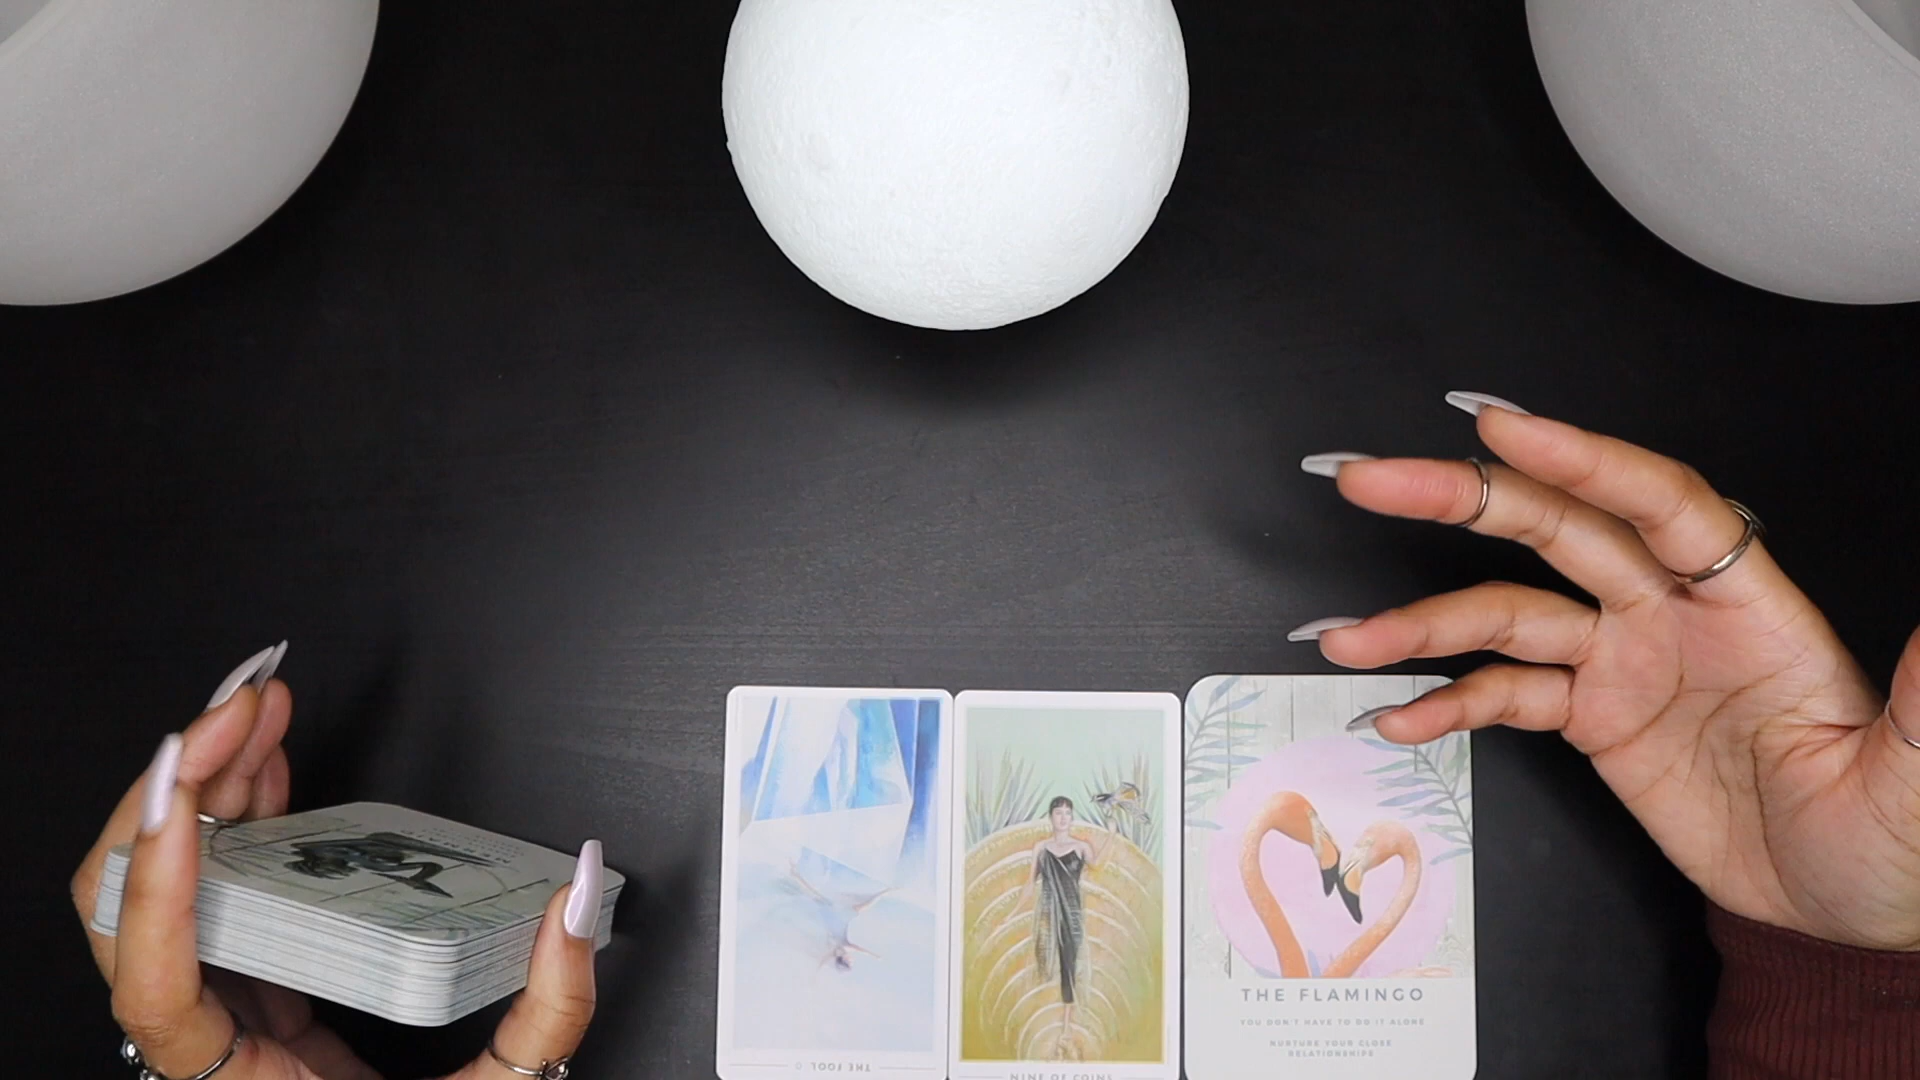 THE FOOL 0
NINE OF COINS
THE FLAMINGO
YOU DON'T HAVE TO DO IT ALONE
NURTURE YOUR CLOSE
RELATIONSHIPS